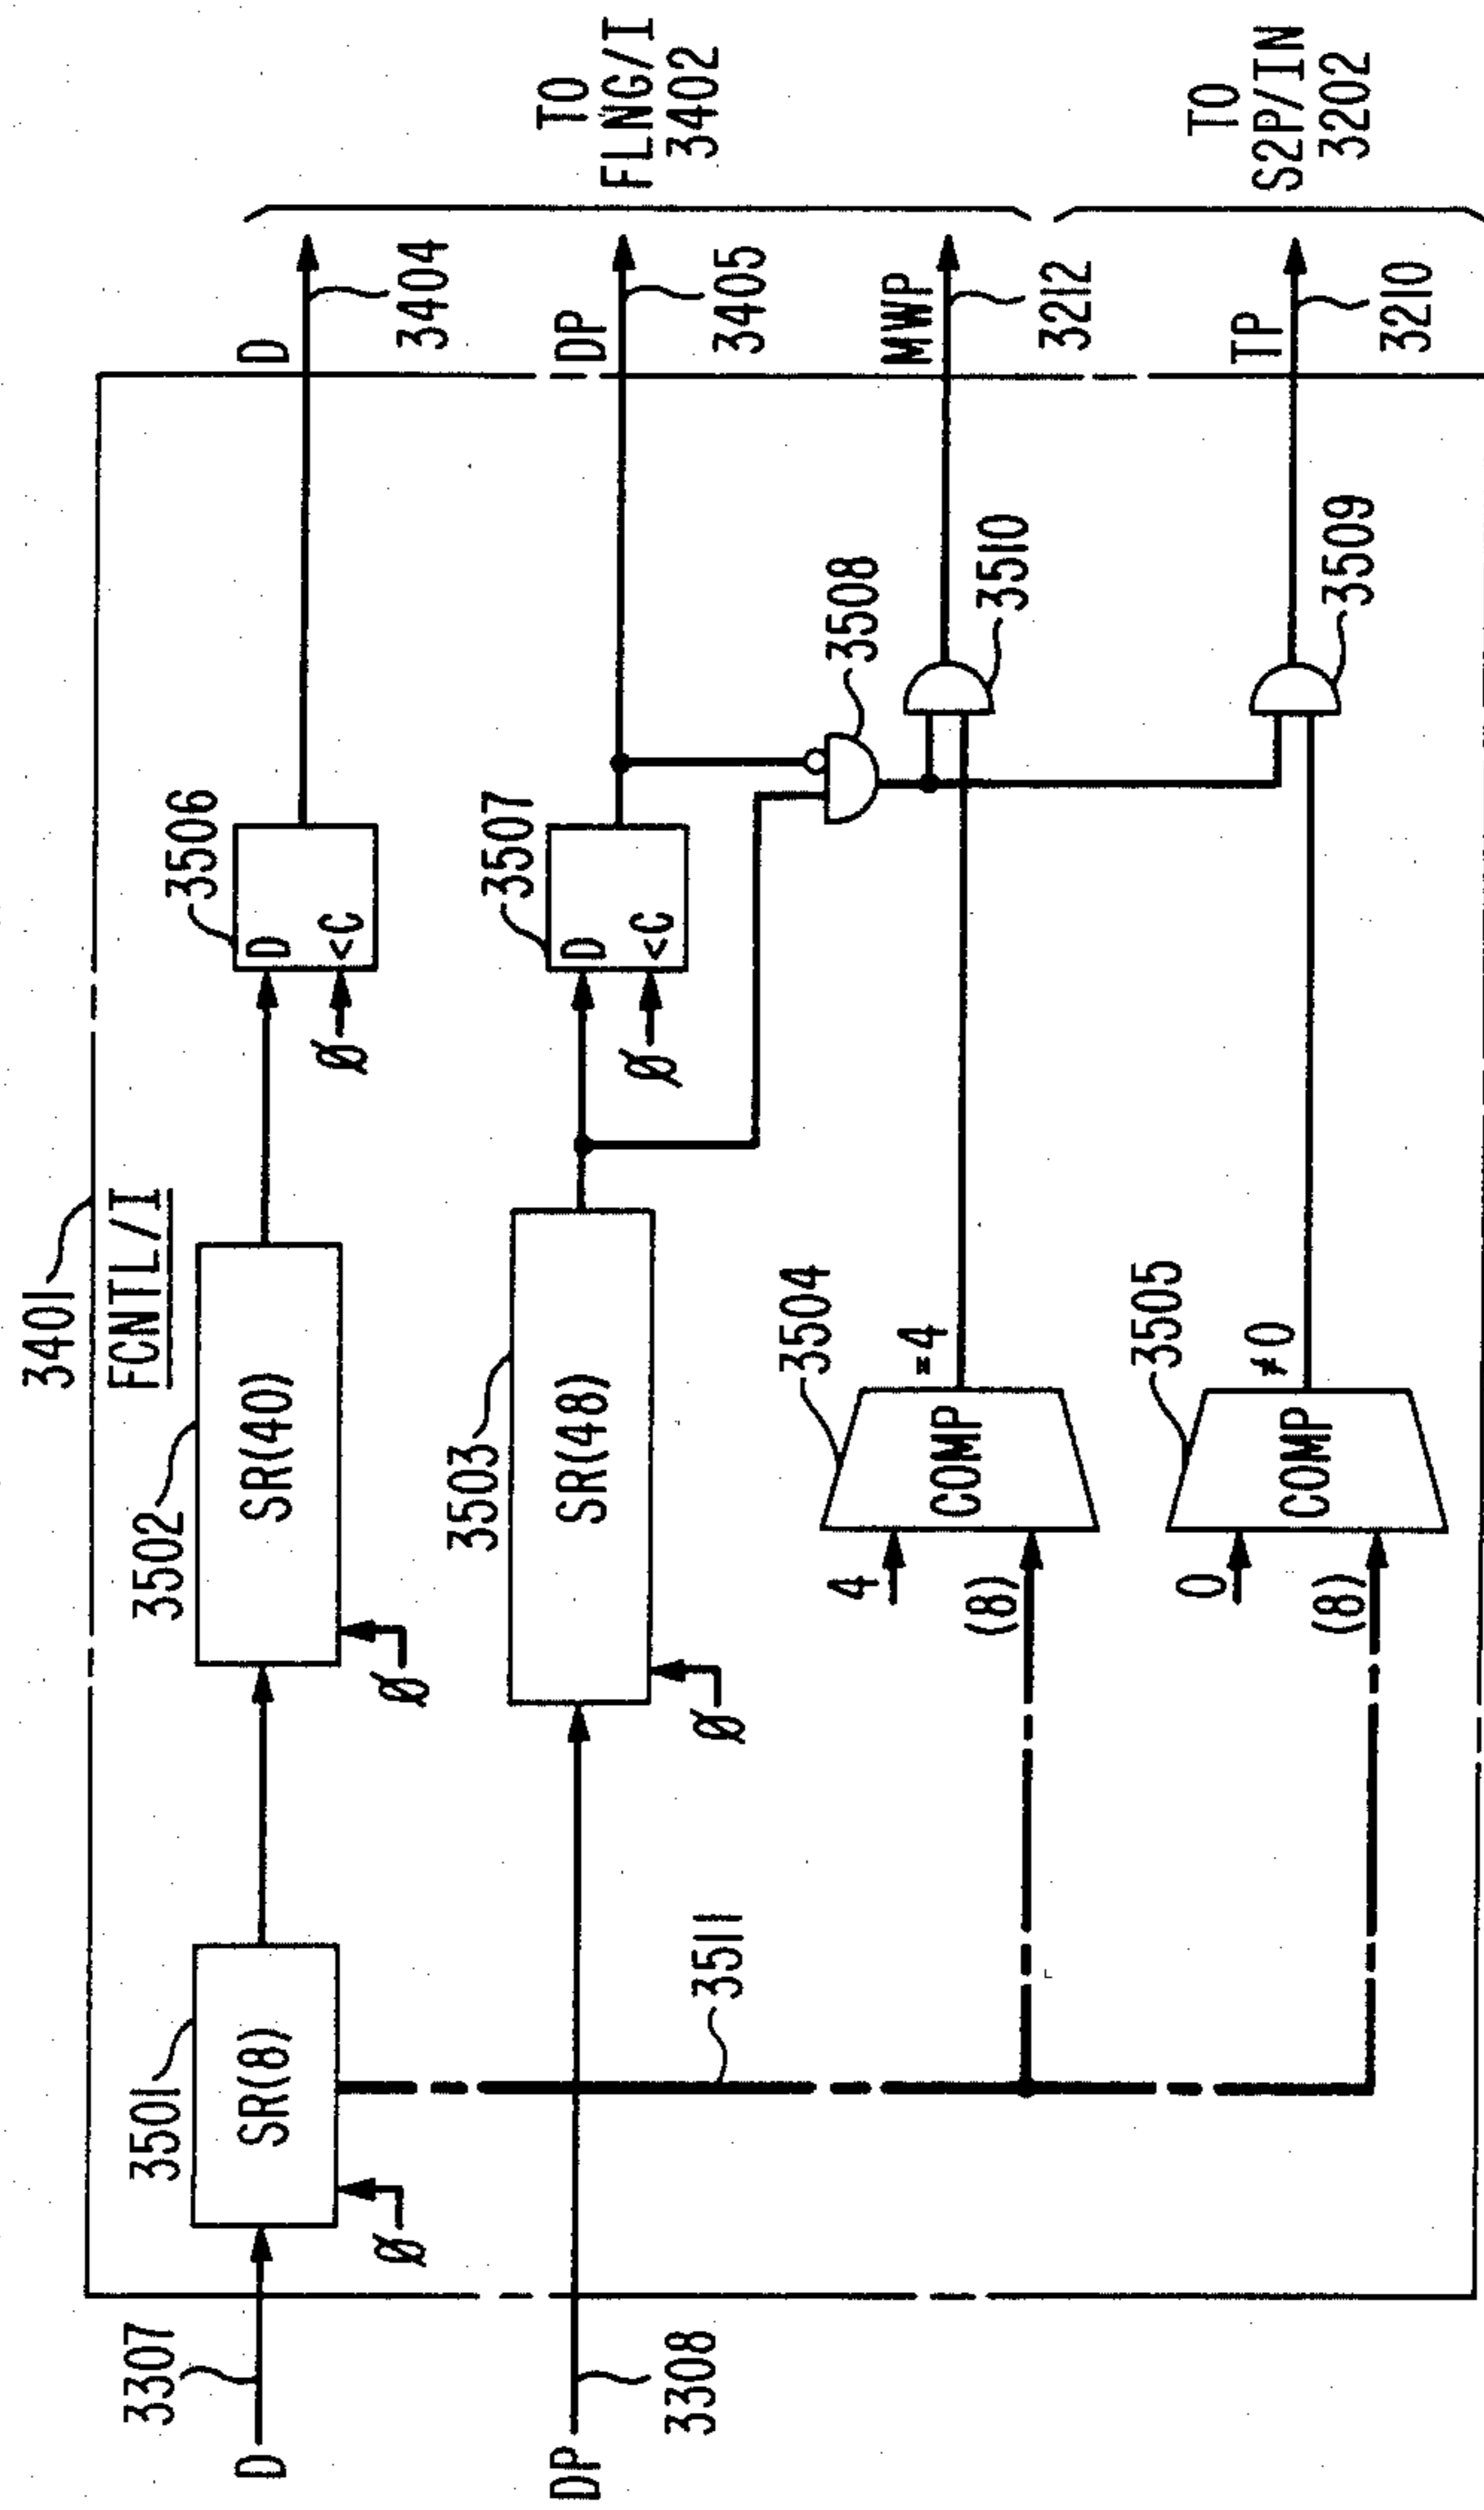 3401
FCNTL/I
D
3307
3501
SR(8)
Ø
3502
SR(40)
Ø
3506
D
<C
Ø
D
3404
TO
FLNG/I
3402
DP
3308
3503
SR(48)
Ø
3507
D
<C
Ø
DP
3405
3511
3508
4
(8)
3504
COMP
=4
3510
MWP
3212
0
(8)
3505
COMP
≠0
3509
TP
3210
TO
S2P/IN
3202